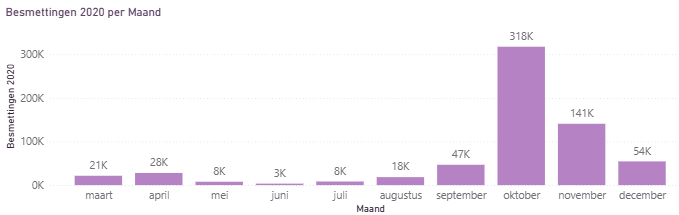 Besmettingen 2020 per Maand
Besmettingen 2020
300K
200K
100K
0K
21K
28K
8K
3K
8K
18K
47K
318K
141K
54K
maart april mei juni juli augustus september oktober november december
Maand